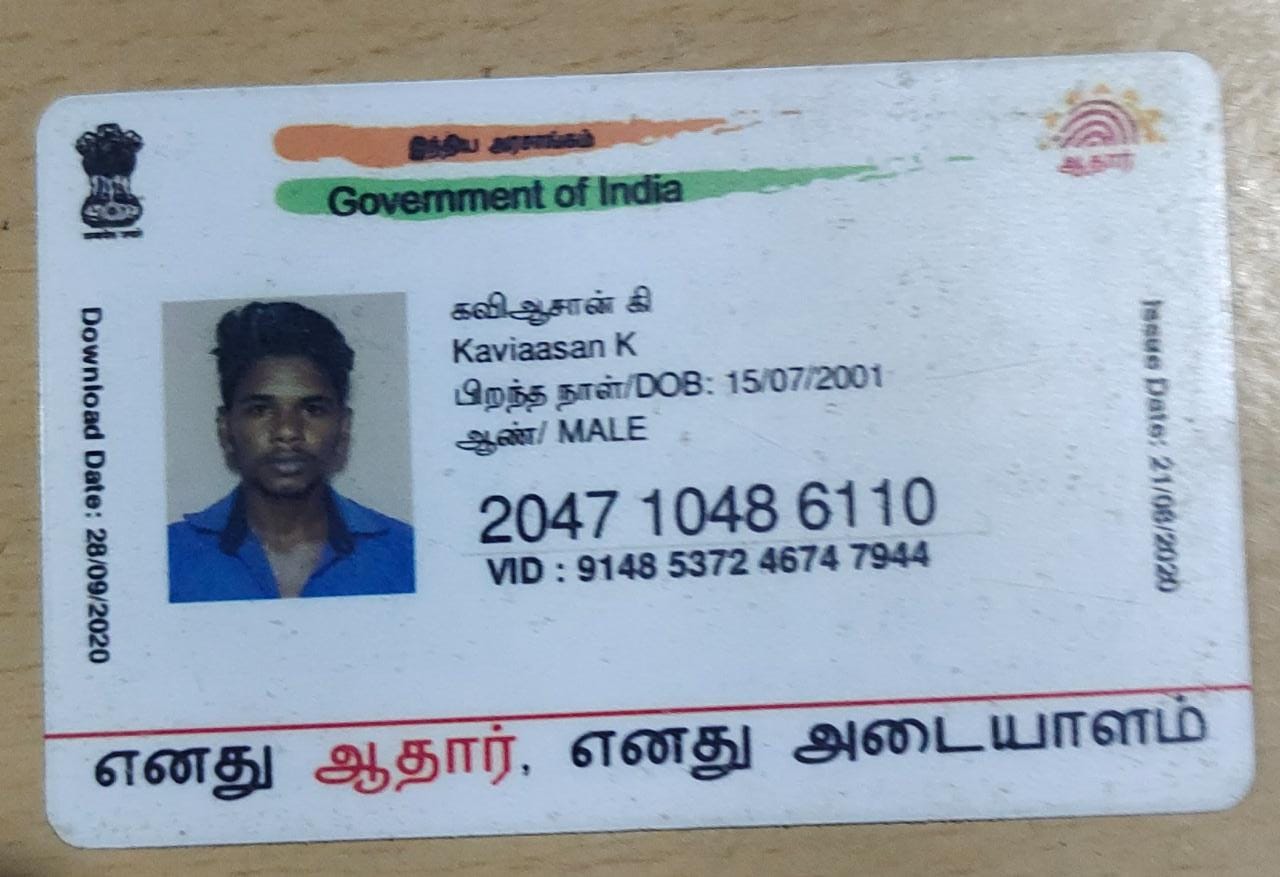 இந்திய அரசாங்கம்
Government of India
ஆதார்
கவிஆசான் கி
Kaviaasan K
பிறந்த நாள்/DOB: 15/07/2001
ஆண்/ MALE
2047 1048 6110
VID : 9148 5372 4674 7944
Download Date: 28/09/2020
Issue Date: 21/08/2020
எனது ஆதார், எனது அடையாளம்